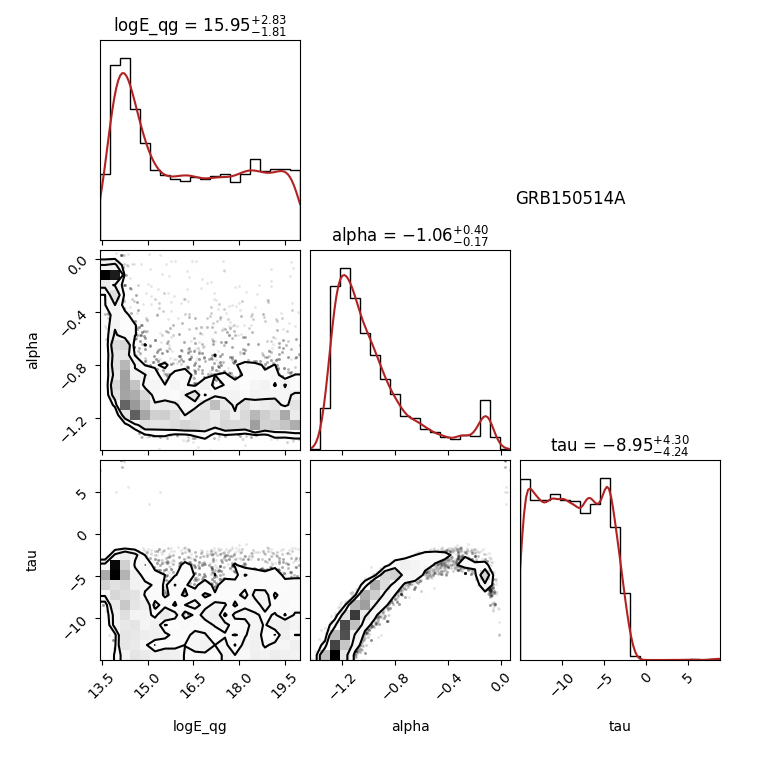 logE_qg = 15.95^{+2.83}_{−1.81}
GRB150514A
alpha = −1.06^{+0.40}_{−0.17}
0.0
−0.4
−0.8
−1.2
alpha
tau = −8.95^{+4.30}_{−4.24}
5
0
−5
−10
tau
13.5 15.0 16.5 18.0 19.5
−1.2 −0.8 −0.4 0.0
−10 −5 0 5
logE_qg alpha tau